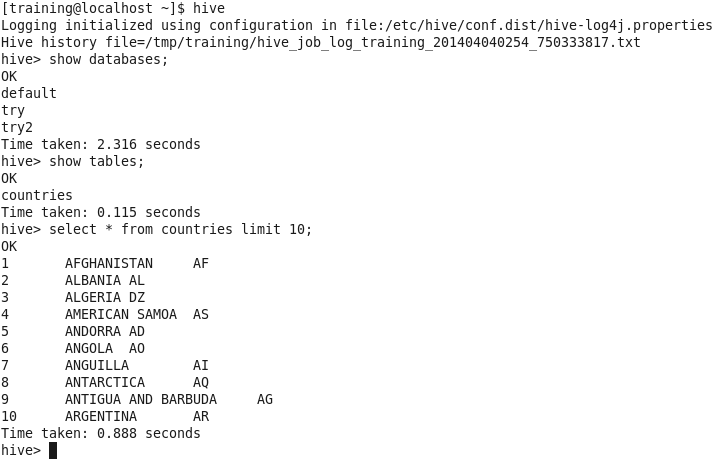 [training@localhost ~]$ hive
Logging initialized using configuration in file:/etc/hive/conf.dist/hive-log4j.properties
Hive history file=/tmp/training/hive_job_log_training_201404040254_750333817.txt
hive> show databases;
OK
default
try
try2
Time taken: 2.316 seconds
hive> show tables;
OK
countries
Time taken: 0.115 seconds
hive> select * from countries limit 10;
OK
1       AFGHANISTAN     AF
2       ALBANIA AL
3       ALGERIA DZ
4       AMERICAN SAMOA  AS
5       ANDORRA AD
6       ANGOLA  AO
7       ANGUILLA        AI
8       ANTARCTICA      AQ
9       ANTIGUA AND BARBUDA     AG
10      ARGENTINA       AR
Time taken: 0.888 seconds
hive>